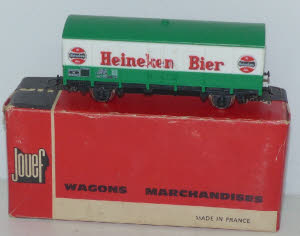 Heineken Bier
Jouef
WAGONS MARCHANDISES
MADE IN FRANCE